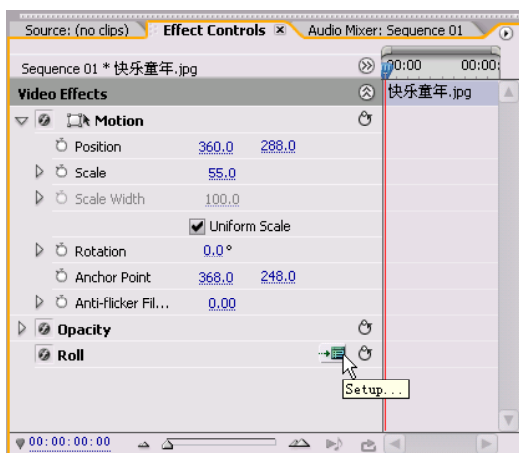 Source: (no clips) Effect Controls Audio Mixer: Sequence 01
Sequence 01 * 快乐童年.jpg 00:00 00:00:
Video Effects 快乐童年.jpg
Motion
Position 360.0 288.0
Scale 55.0
Scale Width 100.0
Uniform Scale
Rotation 0.0 °
Anchor Point 368.0 248.0
Anti-flicker Fil... 0.00
Opacity
Roll
Setup...
00:00:00:00